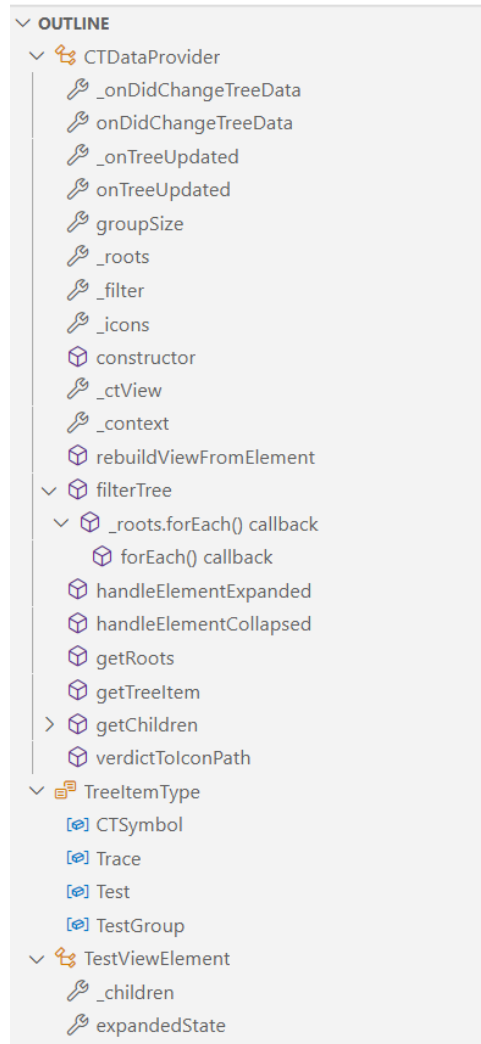 OUTLINE
CTDataProvider
_onDidChangeTreeData
onDidChangeTreeData
_onTreeUpdated
onTreeUpdated
groupSize
_roots
_filter
_icons
constructor
_ctView
_context
rebuildViewFromElement
filterTree
_roots.forEach() callback
forEach() callback
handleElementExpanded
handleElementCollapsed
getRoots
getTreeItem
getChildren
verdictToIconPath
TreeItemType
CTSymbol
Trace
Test
TestGroup
TestViewElement
_children
expandedState